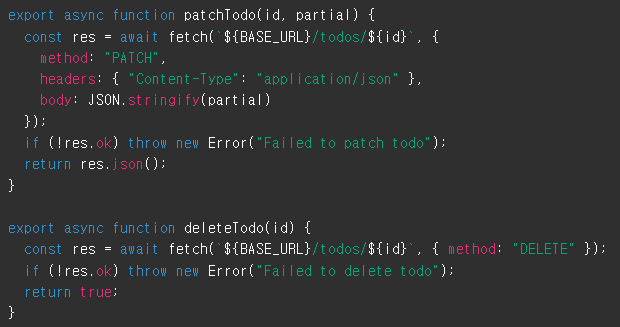 export async function patchTodo(id, partial) {
  const res = await fetch(`${BASE_URL}/todos/${id}`, {
    method: "PATCH",
    headers: { "Content-Type": "application/json" },
    body: JSON.stringify(partial)
  });
  if (!res.ok) throw new Error("Failed to patch todo");
  return res.json();
}

export async function deleteTodo(id) {
  const res = await fetch(`${BASE_URL}/todos/${id}`, { method: "DELETE" });
  if (!res.ok) throw new Error("Failed to delete todo");
  return true;
}